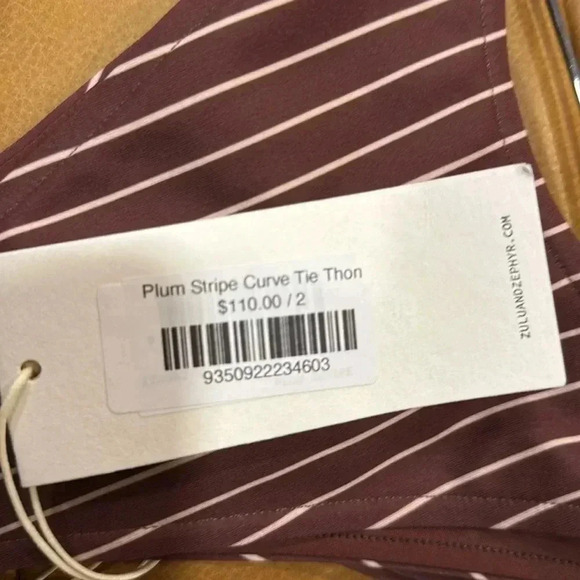 Plum Stripe Curve Tie Thon
$110.00 / 2
9350922234603
ZULUANDZEPHYR.COM